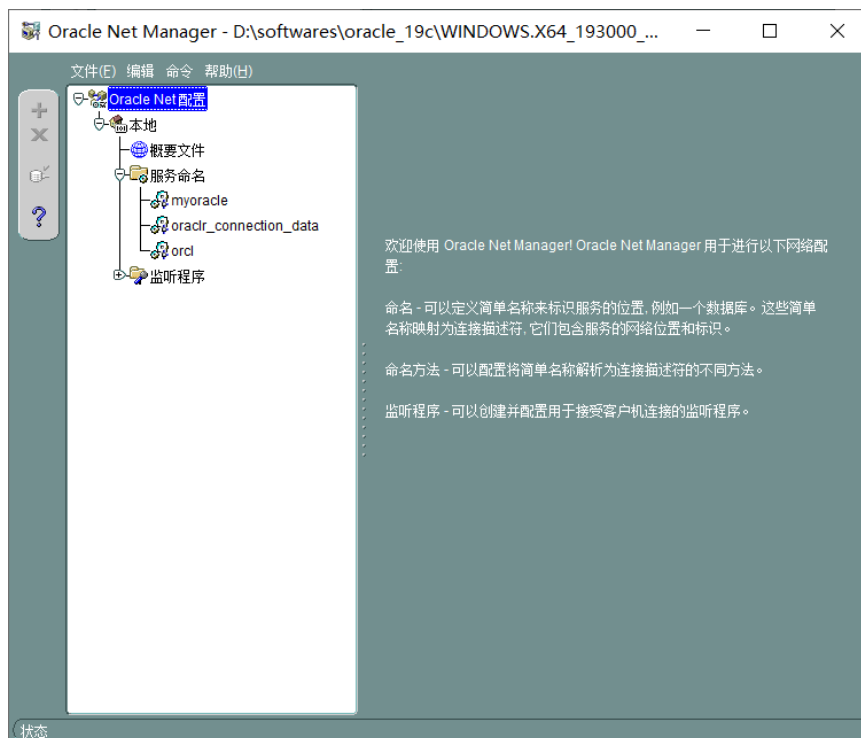 Oracle Net Manager - D:\softwares\oracle_19c\WINDOWS.X64_193000_...
文件(F) 编辑 命令 帮助(H)
Oracle Net 配置
本地
概要文件
服务命名
myoracle
oraclr_connection_data
orcl
监听程序
欢迎使用 Oracle Net Manager! Oracle Net Manager 用于进行以下网络配
置:
命名 - 可以定义简单名称来标识服务的位置, 例如一个数据库。这些简单
名称映射为连接描述符, 它们包含服务的网络位置和标识。
命名方法 - 可以配置将简单名称解析为连接描述符的不同方法。
监听程序 - 可以创建并配置用于接受客户机连接的监听程序。
状态